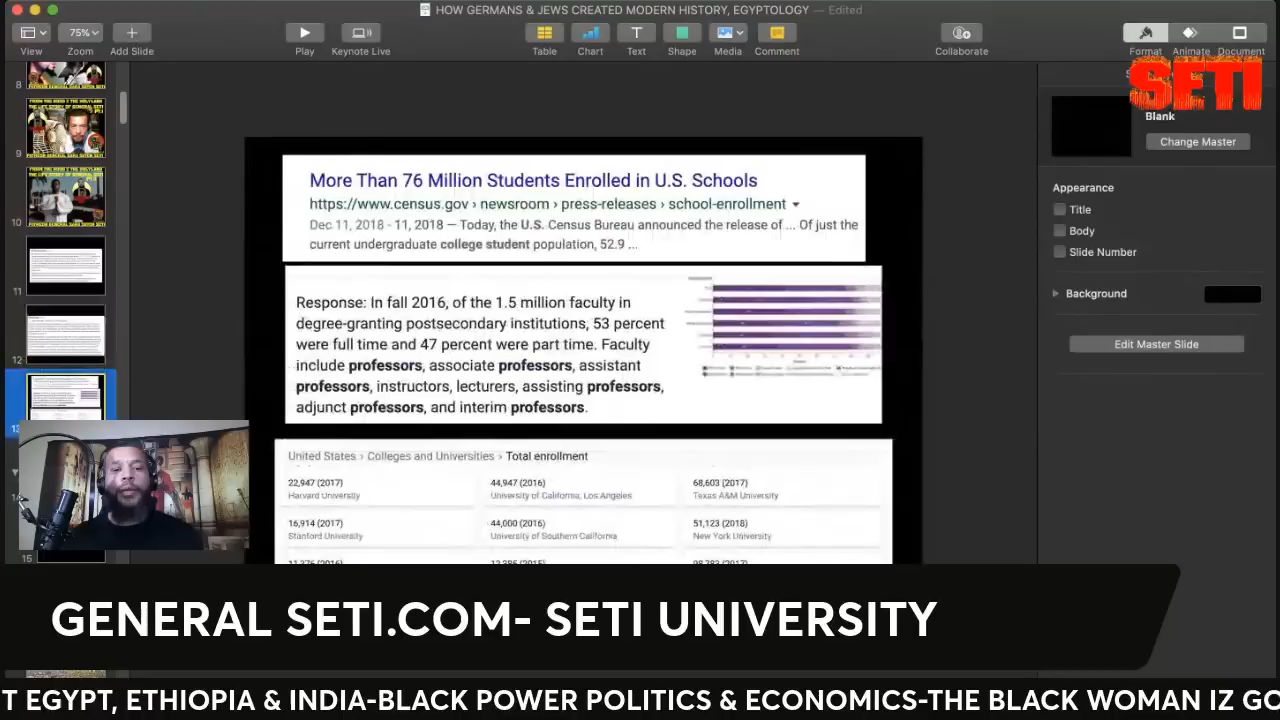 HOW GERMANS & JEWS CREATED MODERN HISTORY, EGYPTOLOGY — Edited
75%
View
Zoom
Add Slide
Play
Keynote Live
Table
Chart
Text
Shape
Media
Comment
Collaborate
Format
Animate
Document
SETI
Blank
Change Master
Appearance
Title
Body
Slide Number
Background
Edit Master Slide
8
9
10
11
12
15
More Than 76 Million Students Enrolled in U.S. Schools
https://www.census.gov › newsroom › press-releases › school-enrollment
Dec 11, 2018 - 11, 2018 — Today, the U.S. Census Bureau announced the release of ... Of just the
current undergraduate college student population, 52.9 ...
Response: In fall 2016, of the 1.5 million faculty in
degree-granting postsecondary institutions, 53 percent
were full time and 47 percent were part time. Faculty
include professors, associate professors, assistant
professors, instructors, lecturers, assisting professors,
adjunct professors, and interim professors.
United States › Colleges and Universities › Total enrollment
22,947 (2017)
Harvard University
44,947 (2016)
University of California, Los Angeles
68,603 (2017)
Texas A&M University
16,914 (2017)
Stanford University
44,000 (2016)
University of Southern California
51,123 (2018)
New York University
GENERAL SETI.COM- SETI UNIVERSITY
T EGYPT, ETHIOPIA & INDIA-BLACK POWER POLITICS & ECONOMICS-THE BLACK WOMAN IZ GO